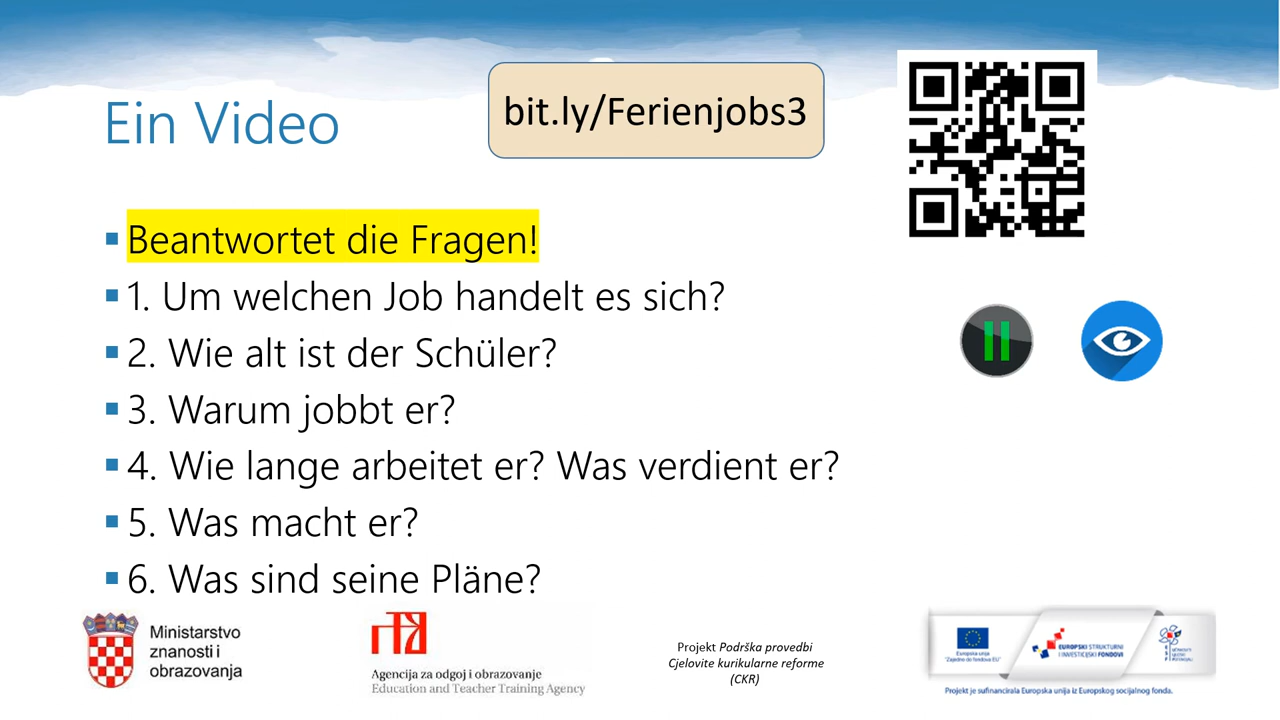 Ein Video
bit.ly/Ferienjobs3
Beantwortet die Fragen!
1. Um welchen Job handelt es sich?
2. Wie alt ist der Schüler?
3. Warum jobbt er?
4. Wie lange arbeitet er? Was verdient er?
5. Was macht er?
6. Was sind seine Pläne?
Ministarstvo
znanosti i
obrazovanja
Agencija za odgoj i obrazovanje
Education and Teacher Training Agency
Projekt Podrška provedbi
Cjelovite kurikularne reforme
(CKR)
Europska unija
"Zajedno do fondova EU"
EUROPSKI STRUKTURNI
I INVESTICIJSKI FONDOVI
Projekt je sufinancirala Europska unija iz Europskog socijalnog fonda.